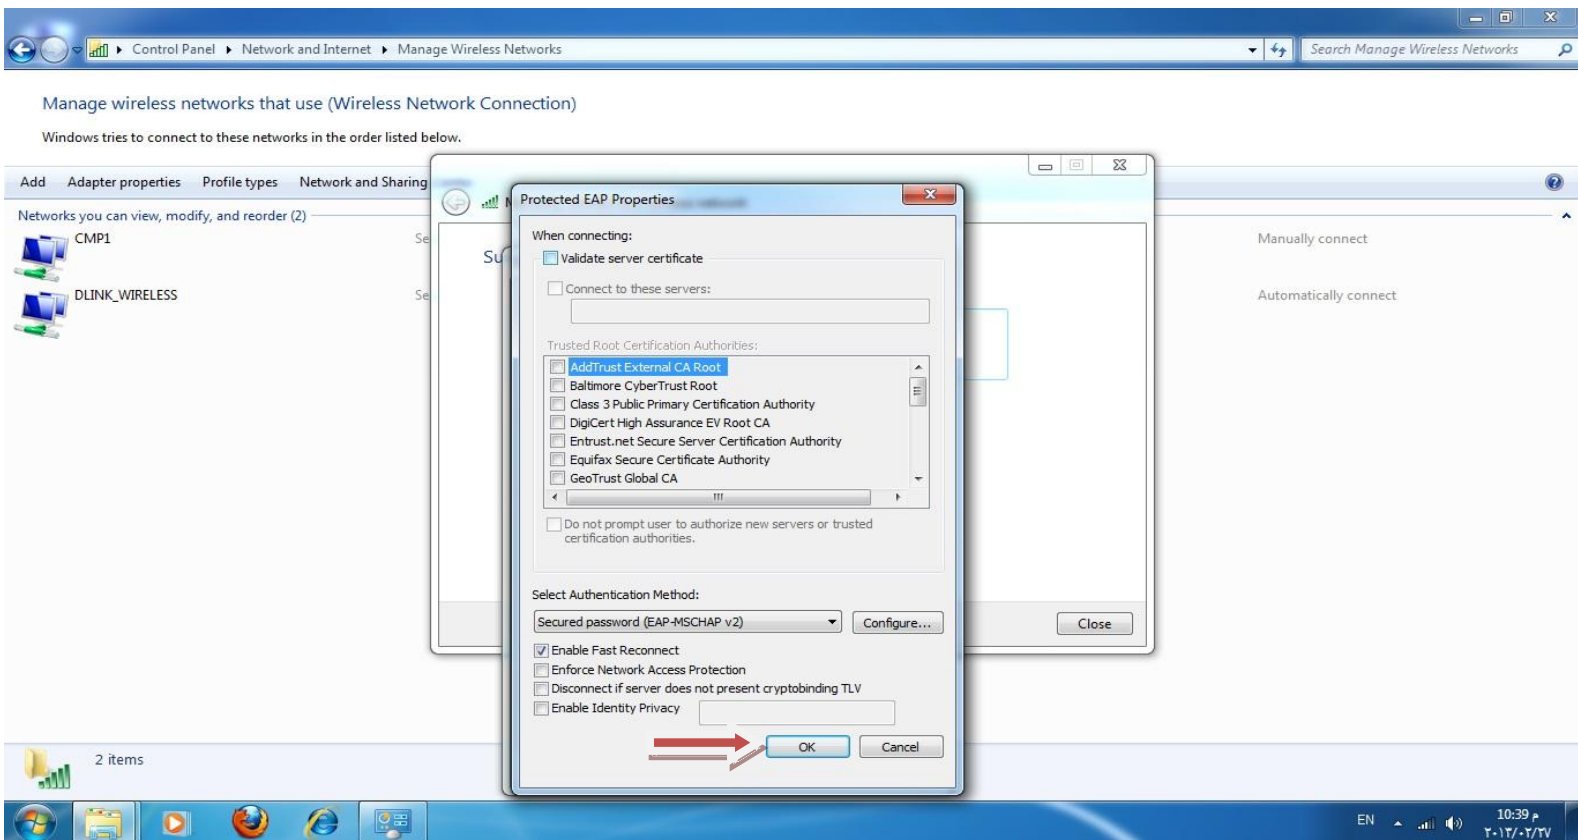 Control Panel Network and Internet Manage Wireless Networks
Search Manage Wireless Networks
Manage wireless networks that use (Wireless Network Connection)
Windows tries to connect to these networks in the order listed below.
Add Adapter properties Profile types Network and Sharing
Networks you can view, modify, and reorder (2)
CMP1
Se
Manually connect
DLINK_WIRELESS
Se
Automatically connect
Su
Protected EAP Properties
When connecting:
Validate server certificate
Connect to these servers:
Trusted Root Certification Authorities:
AddTrust External CA Root
Baltimore CyberTrust Root
Class 3 Public Primary Certification Authority
DigiCert High Assurance EV Root CA
Entrust.net Secure Server Certification Authority
Equifax Secure Certificate Authority
GeoTrust Global CA
Do not prompt user to authorize new servers or trusted
certification authorities.
Select Authentication Method:
Secured password (EAP-MSCHAP v2)
Configure...
Enable Fast Reconnect
Enforce Network Access Protection
Disconnect if server does not present cryptobinding TLV
Enable Identity Privacy
OK Cancel
Close
2 items
EN
10:39 م
٢٠١٣/٠٢/٢٧